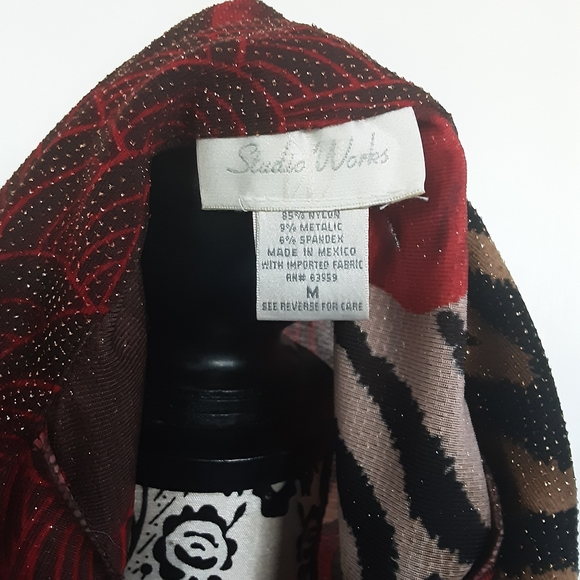 Studio Works
85% NYLON
9% METALIC
6% SPANDEX
MADE IN MEXICO
WITH IMPORTED FABRIC
RN# 63959
M
SEE REVERSE FOR CARE